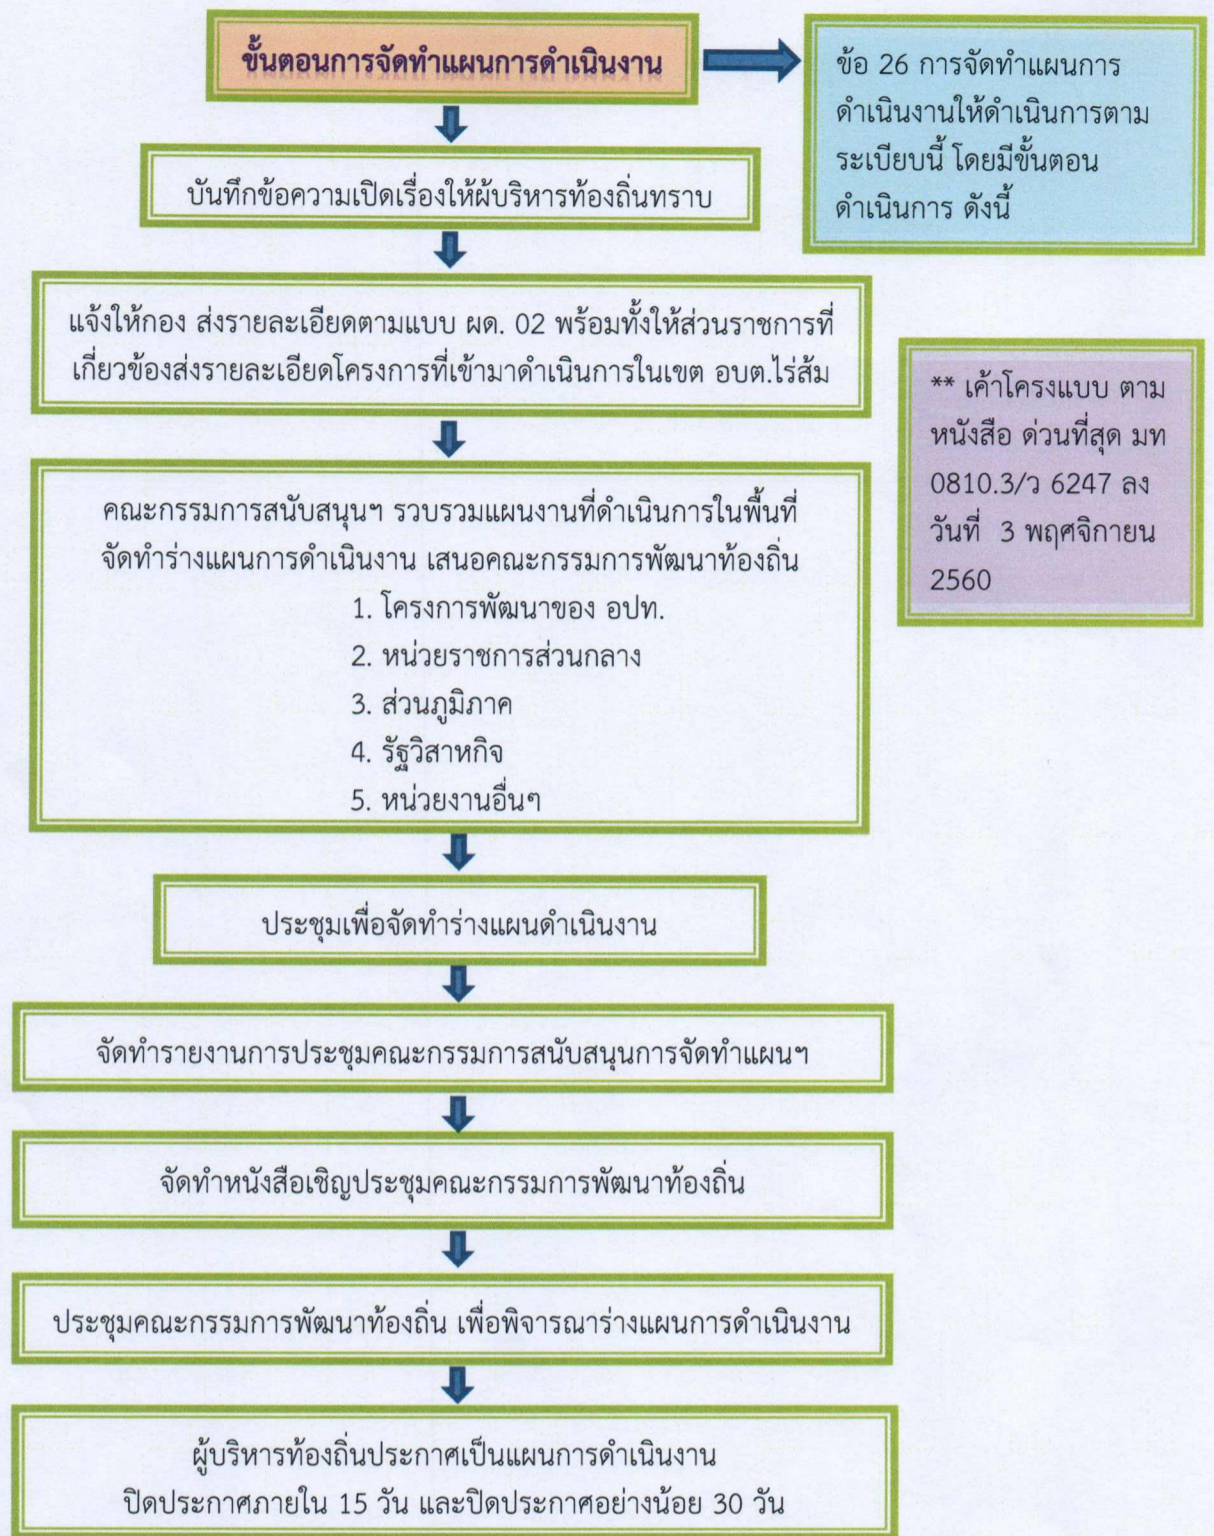 ขั้นตอนการจัดทำแผนการดำเนินงาน
ข้อ 26 การจัดทำแผนการ
ดำเนินงานให้ดำเนินการตาม
ระเบียบนี้ โดยมีขั้นตอน
ดำเนินการ ดังนี้
บันทึกข้อความเปิดเรื่องให้ผู้บริหารท้องถิ่นทราบ
แจ้งให้กอง ส่งรายละเอียดตามแบบ ผด. 02 พร้อมทั้งให้ส่วนราชการที่
เกี่ยวข้องส่งรายละเอียดโครงการที่เข้ามาดำเนินการในเขต อบต.ไร่ส้ม
** เค้าโครงแบบ ตาม
หนังสือ ด่วนที่สุด มท
0810.3/ว 6247 ลง
วันที่ 3 พฤศจิกายน
2560
คณะกรรมการสนับสนุนฯ รวบรวมแผนงานที่ดำเนินการในพื้นที่
จัดทำร่างแผนการดำเนินงาน เสนอคณะกรรมการพัฒนาท้องถิ่น
1. โครงการพัฒนาของ อปท.
2. หน่วยราชการส่วนกลาง
3. ส่วนภูมิภาค
4. รัฐวิสาหกิจ
5. หน่วยงานอื่นๆ
ประชุมเพื่อจัดทำร่างแผนดำเนินงาน
จัดทำรายงานการประชุมคณะกรรมการสนับสนุนการจัดทำแผนฯ
จัดทำหนังสือเชิญประชุมคณะกรรมการพัฒนาท้องถิ่น
ประชุมคณะกรรมการพัฒนาท้องถิ่น เพื่อพิจารณาร่างแผนการดำเนินงาน
ผู้บริหารท้องถิ่นประกาศเป็นแผนการดำเนินงาน
ปิดประกาศภายใน 15 วัน และปิดประกาศอย่างน้อย 30 วัน